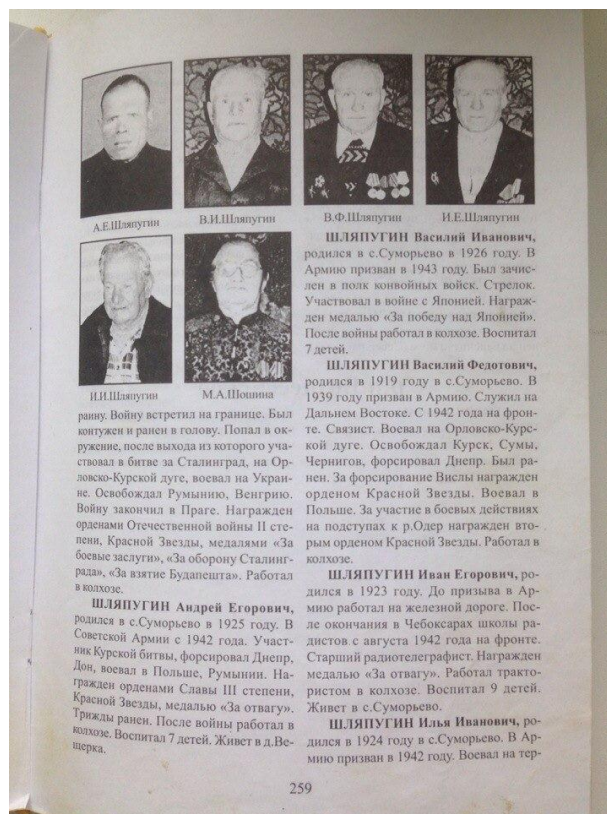 А.Е.Шляпугин
В.И.Шляпугин
В.Ф.Шляпугин
И.Е.Шляпугин
И.И.Шляпугин
М.А.Шошина
раину. Войну встретил на границе. Был
контужен и ранен в голову. Попал в ок-
ружение, после выхода из которого уча-
ствовал в битве за Сталинград, на Ор-
ловско-Курской дуге, воевал на Украи-
не. Освобождал Румынию, Венгрию.
Войну закончил в Праге. Награжден
орденами Отечественной войны II сте-
пени, Красной Звезды, медалями «За
боевые заслуги», «За оборону Сталинг-
рада», «За взятие Будапешта». Работал
в колхозе.
ШЛЯПУГИН Андрей Егорович,
родился в с.Суморьево в 1925 году. В
Советской Армии с 1942 года. Участ-
ник Курской битвы, форсировал Днепр,
Дон, воевал в Польше, Румынии. На-
гражден орденами Славы III степени,
Красной Звезды, медалью «За отвагу».
Трижды ранен. После войны работал в
колхозе. Воспитал 7 детей. Живет в д.Ве-
щерка.
ШЛЯПУГИН Василий Иванович,
родился в с.Суморьево в 1926 году. В
Армию призван в 1943 году. Был зачис-
лен в полк конвойных войск. Стрелок.
Участвовал в войне с Японией. Награж-
ден медалью «За победу над Японией».
После войны работал в колхозе. Воспитал
7 детей.
ШЛЯПУГИН Василий Федотович,
родился в 1919 году в с.Суморьево. В
1939 году призван в Армию. Служил на
Дальнем Востоке. С 1942 года на фрон-
те. Связист. Воевал на Орловско-Курс-
кой дуге. Освобождал Курск, Сумы,
Чернигов, форсировал Днепр. Был ра-
нен. За форсирование Вислы награжден
орденом Красной Звезды. Воевал в
Польше. За участие в боевых действиях
на подступах к р.Одер награжден вто-
рым орденом Красной Звезды. Работал в
колхозе.
ШЛЯПУГИН Иван Егорович, ро-
дился в 1923 году. До призыва в Ар-
мию работал на железной дороге. Пос-
ле окончания в Чебоксарах школы ра-
дистов с августа 1942 года на фронте.
Старший радиотелеграфист. Награжден
медалью «За отвагу». Работал тракто-
ристом в колхозе. Воспитал 9 детей.
Живет в с.Суморьево.
ШЛЯПУГИН Илья Иванович, ро-
дился в 1924 году в с.Суморьево. В Ар-
мию призван в 1942 году. Воевал на тер-
259